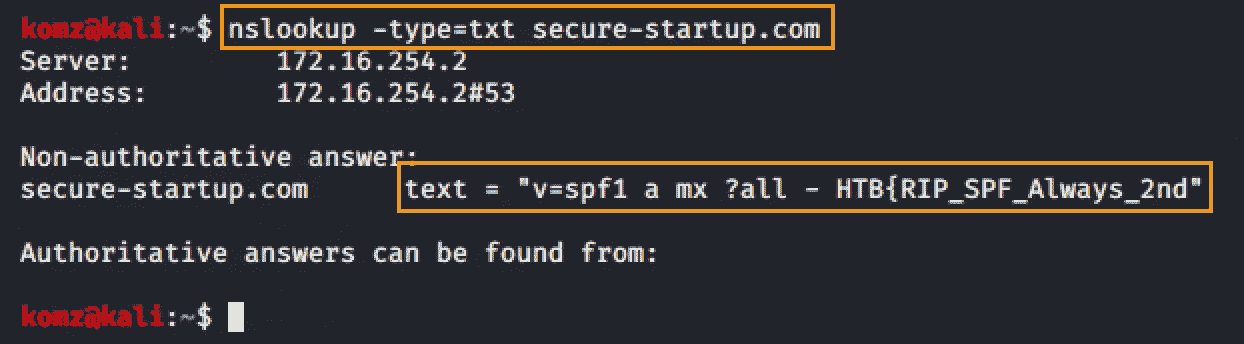 komz@kali:~$ nslookup -type=txt secure-startup.com
Server: 172.16.254.2
Address: 172.16.254.2#53
Non-authoritative answer:
secure-startup.com text = "v=spf1 a mx ?all - HTB{RIP_SPF_Always_2nd"
Authoritative answers can be found from:
komz@kali:~$